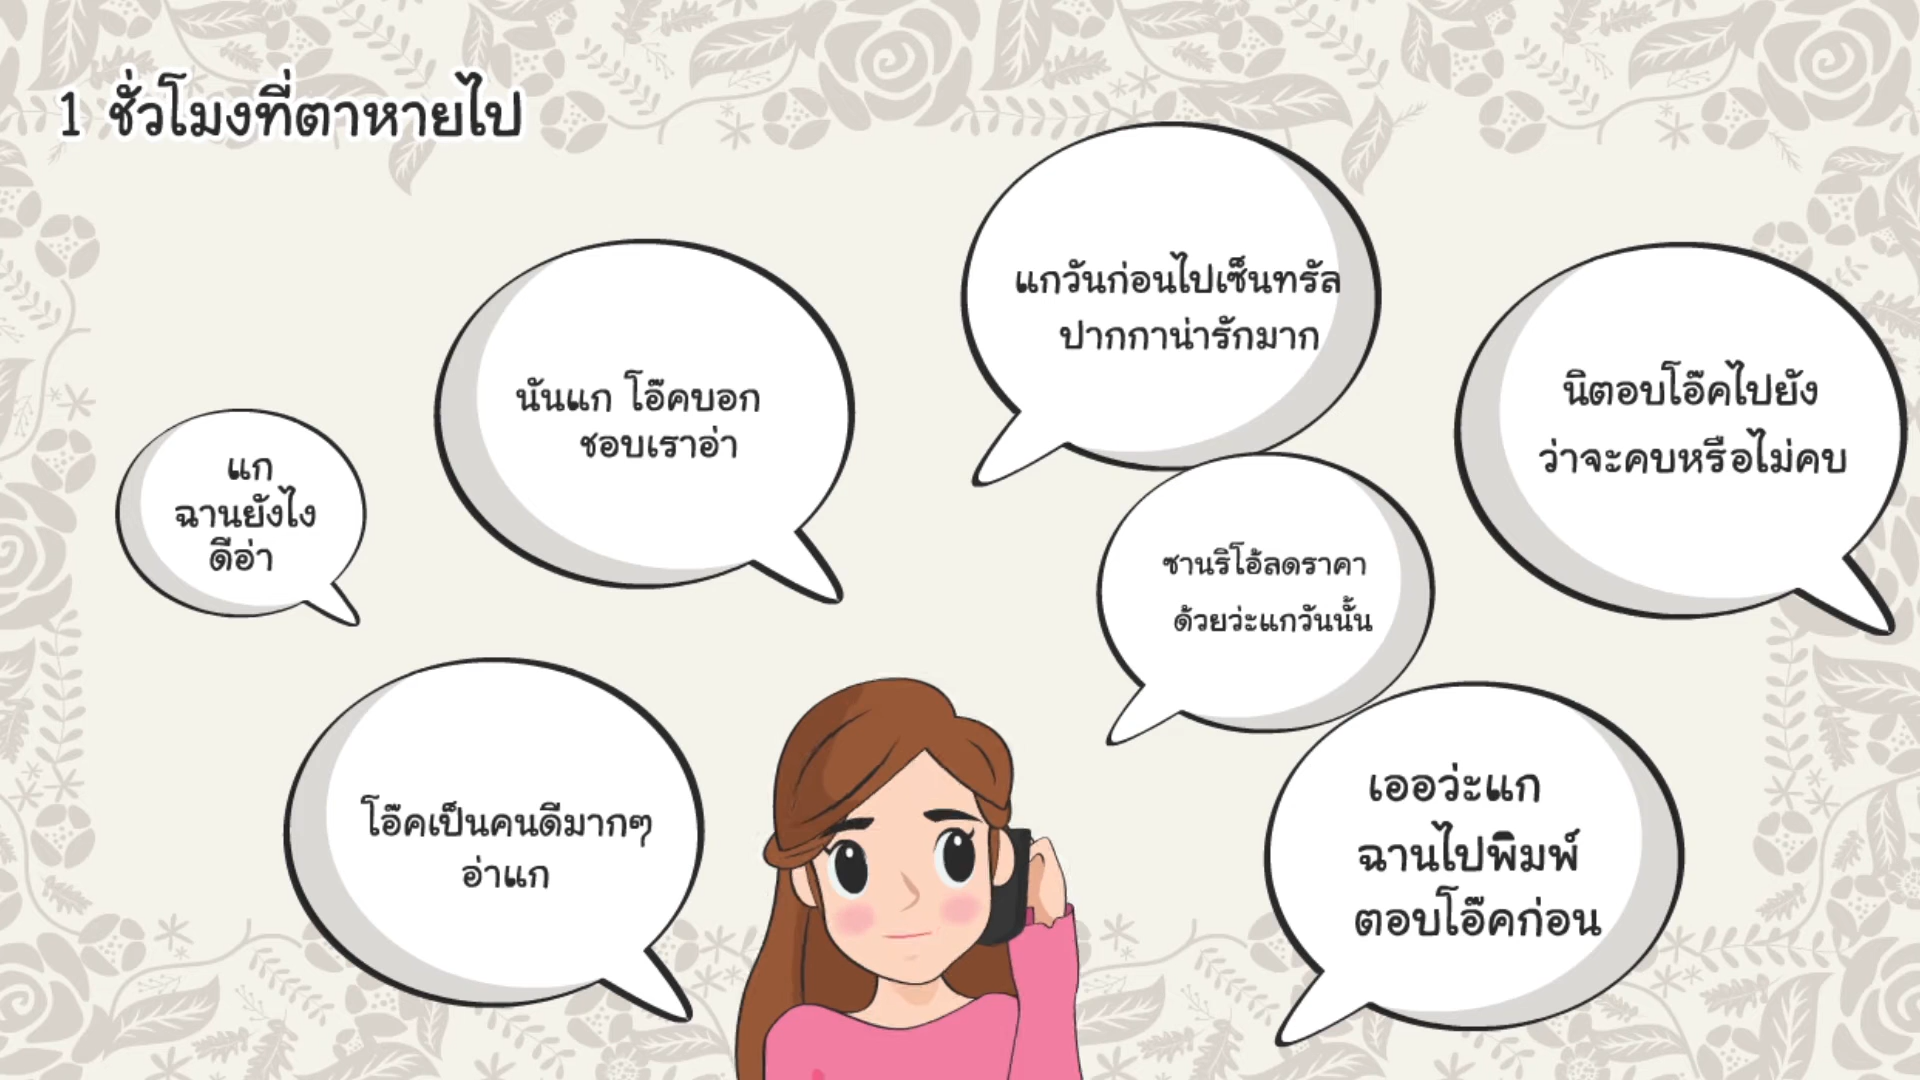 1 ชั่วโมงที่ตาหายไป
แก
ฉานยังไง
ดีอ่า
นันแก โอ๊คบอก
ชอบเราอ่า
แกวันก่อนไปเซ็นทรัล
ปากกาน่ารักมาก
นิตอบโอ๊คไปยัง
ว่าจะคบหรือไม่คบ
ซานริโอ้ลดราคา
ด้วยว่ะแกวันนั้น
โอ๊คเป็นคนดีมากๆ
อ่าแก
เออว่ะแก
ฉานไปพิมพ์
ตอบโอ๊คก่อน